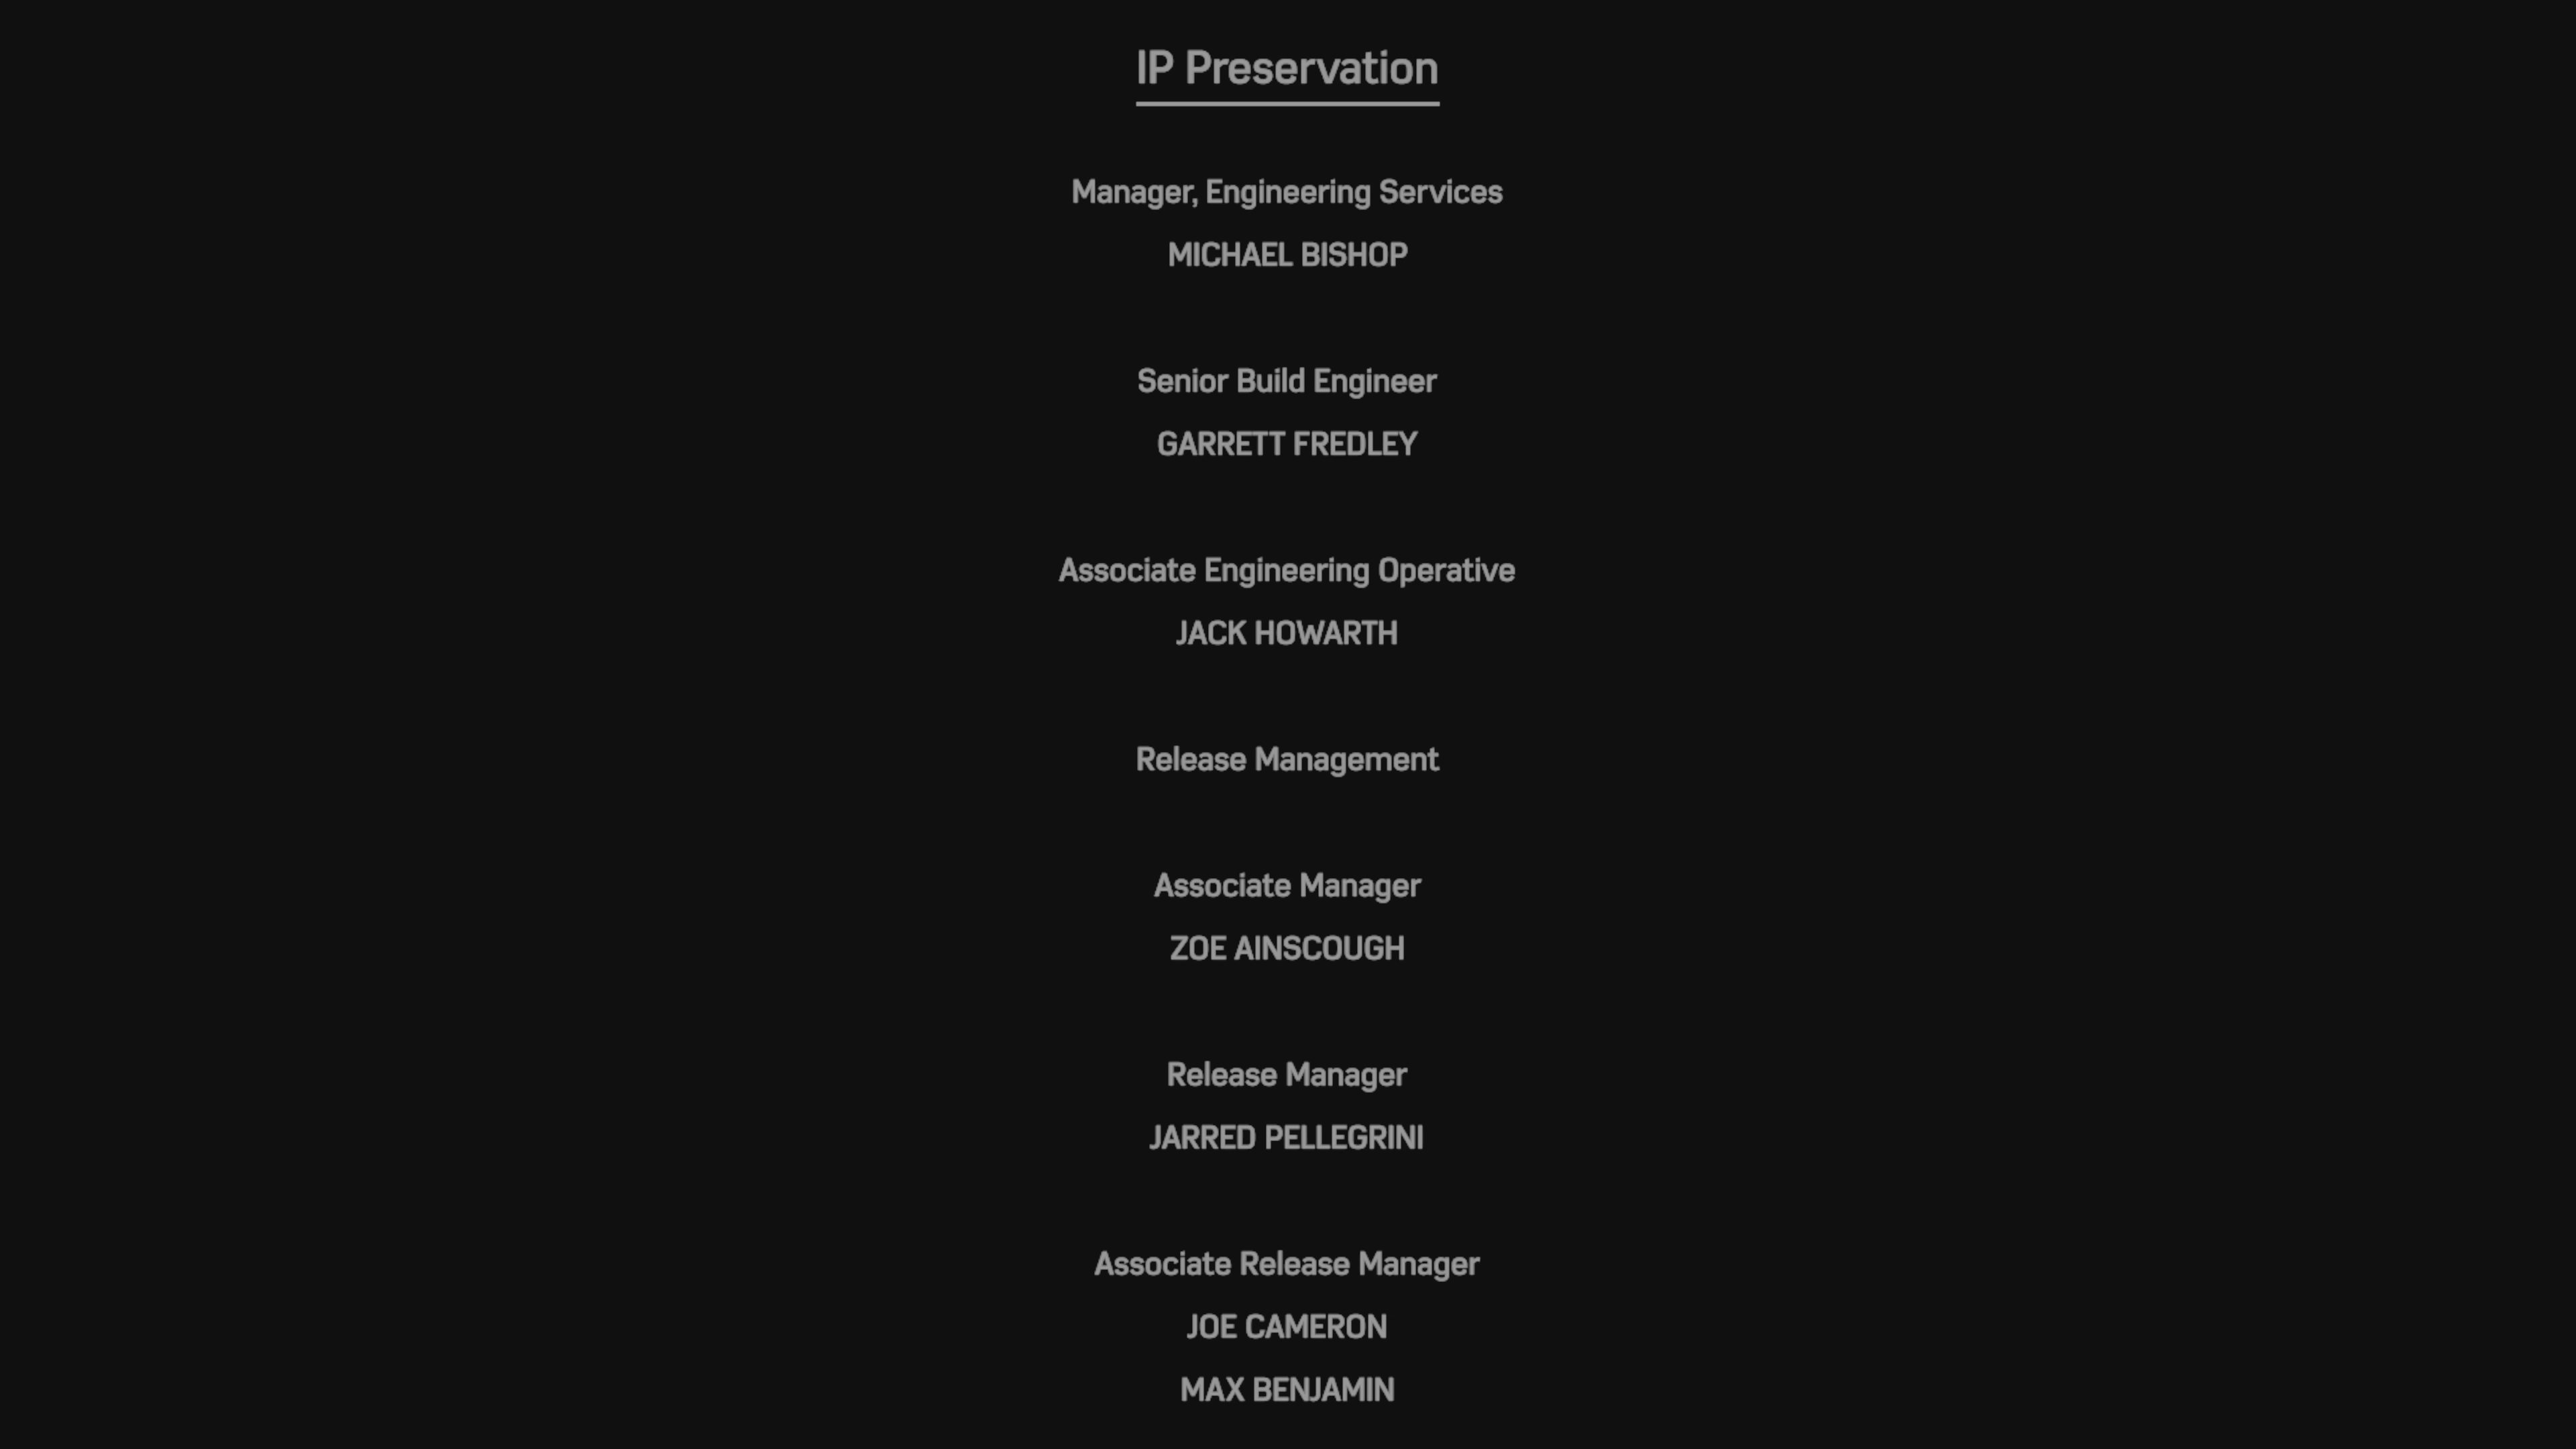 IP Preservation
Manager, Engineering Services
MICHAEL BISHOP
Senior Build Engineer
GARRETT FREDLEY
Associate Engineering Operative
JACK HOWARTH
Release Management
Associate Manager
ZOE AINSCOUGH
Release Manager
JARRED PELLEGRINI
Associate Release Manager
JOE CAMERON
MAX BENJAMIN